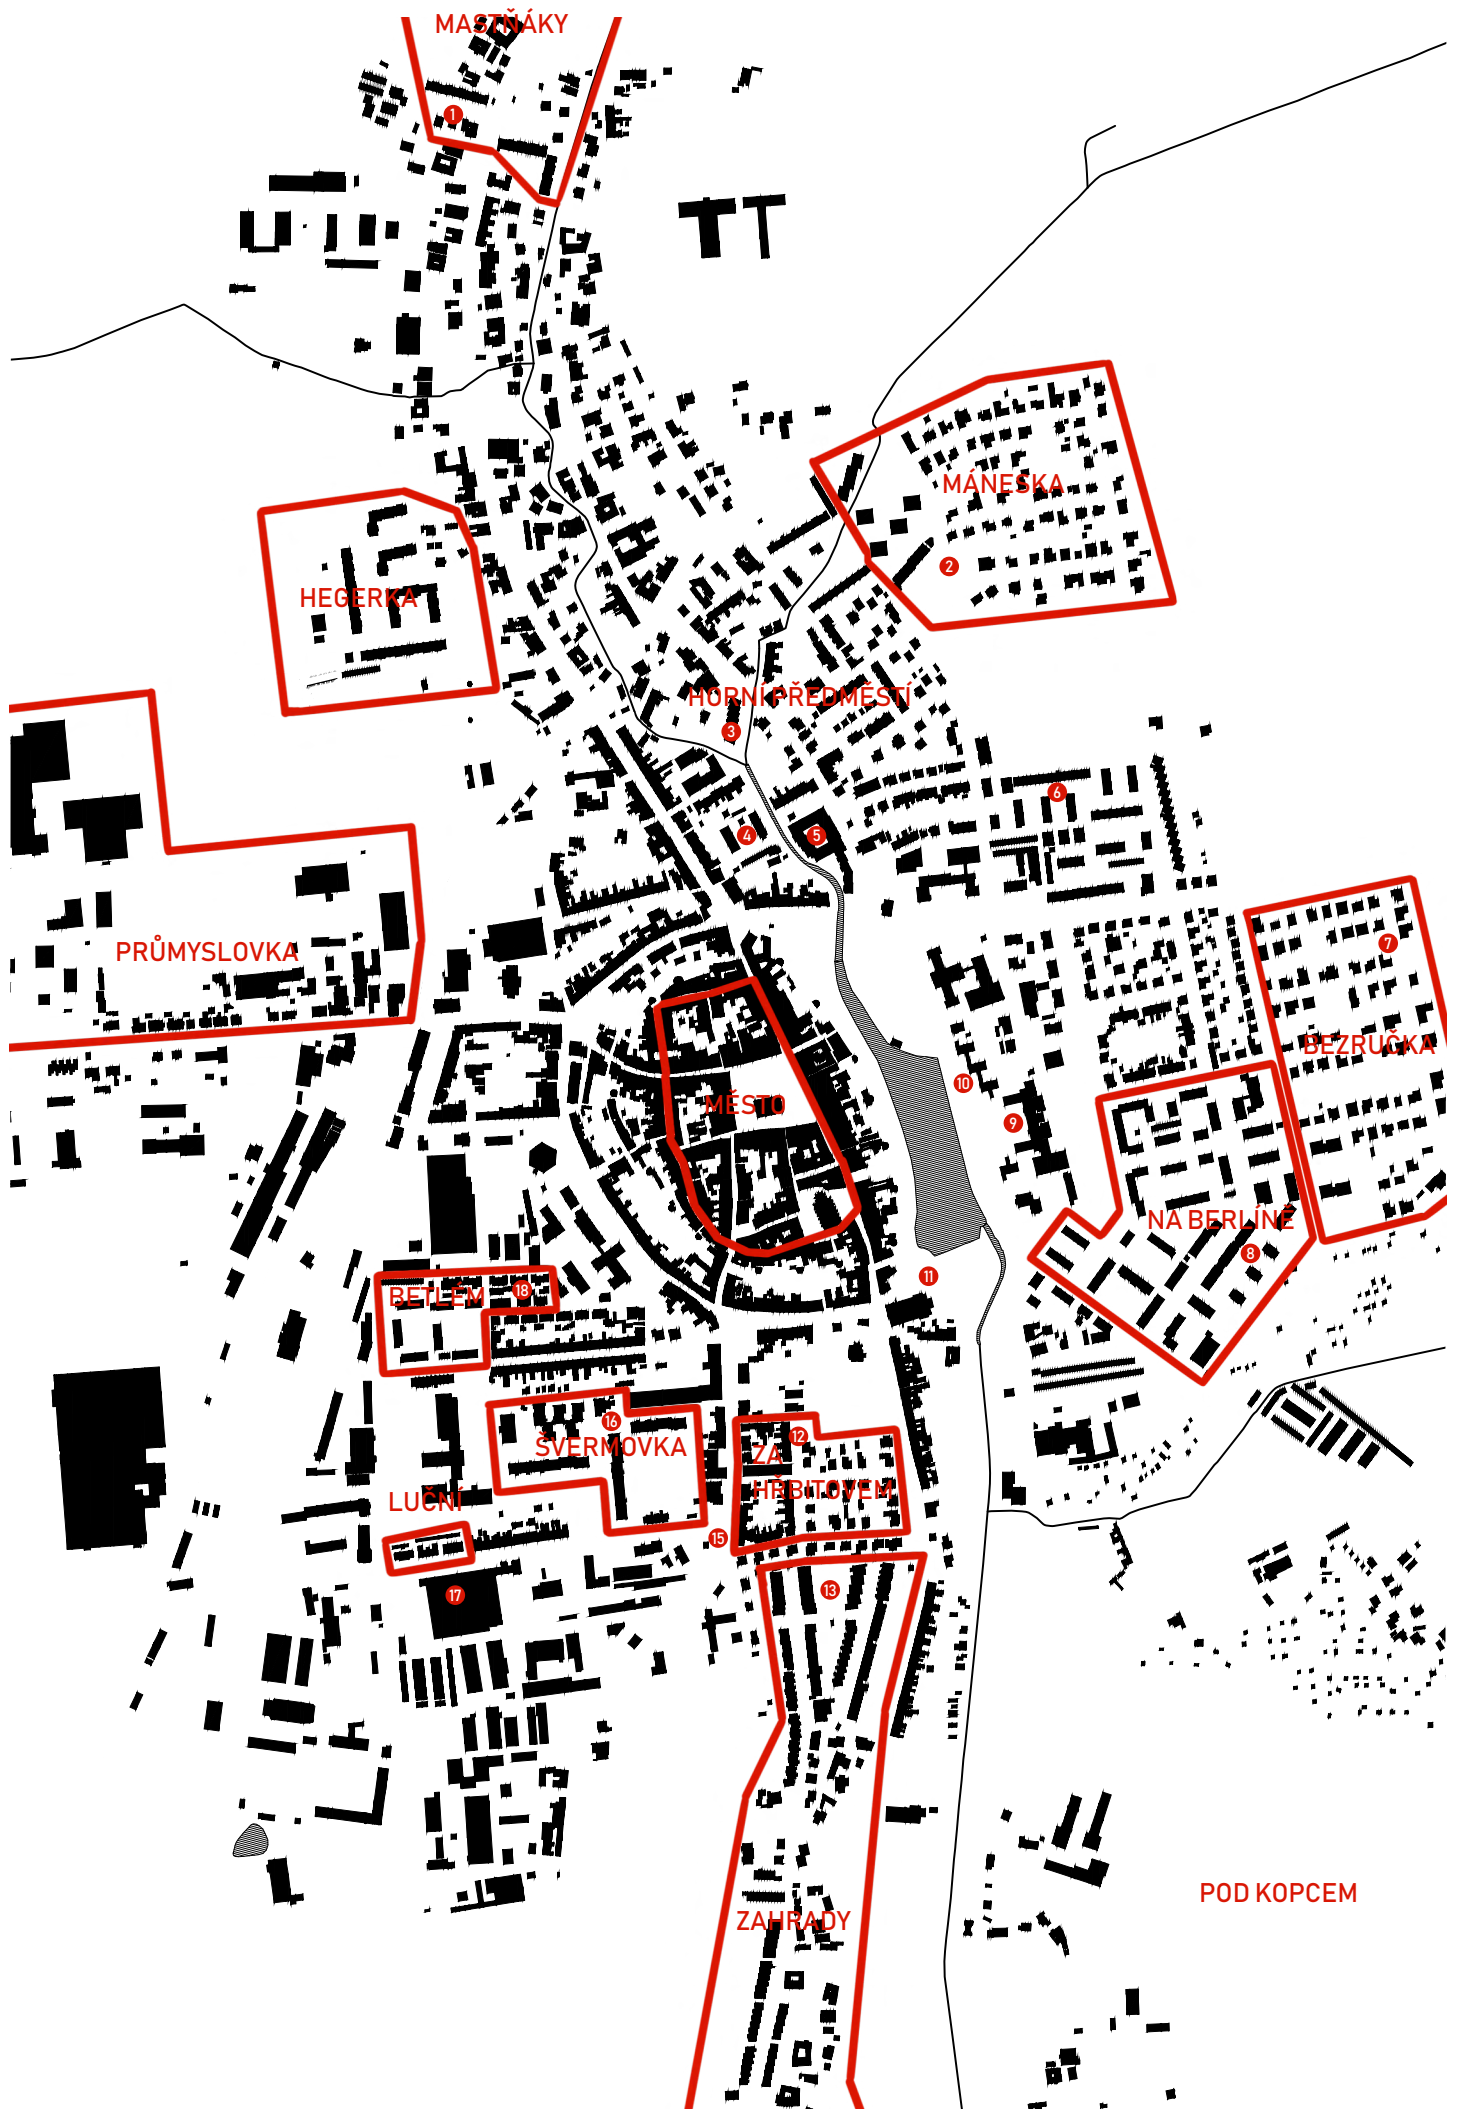 MASTŇÁKY
1
MÁNESKA
2
HEGERKA
HORNÍ PŘEDMĚSTÍ
3
6
4
5
PRŮMYSLOVKA
7
BEZRUČKA
10
MĚSTO
9
NA BERLÍNĚ
8
11
BETLÉM
18
16
ŠVERMOVKA
12
ZA
HŘBITOVEM
LUČNÍ
15
17
13
POD KOPCEM
ZAHRADY